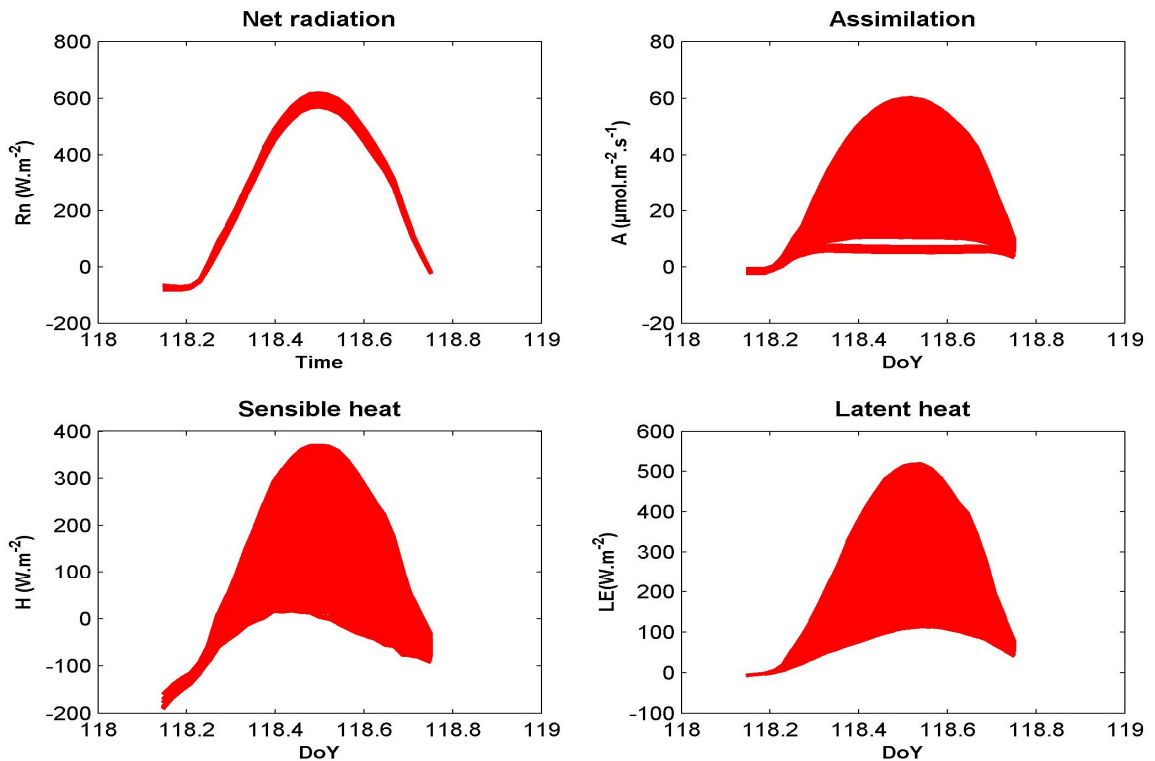 Net radiation
800
600
400
200
0
-200
Rn (W.m⁻²)
118 118.2 118.4 118.6 118.8 119
Time
Assimilation
80
60
40
20
0
-20
A (µmol.m⁻².s⁻¹)
118 118.2 118.4 118.6 118.8 119
DoY
Sensible heat
400
300
200
100
0
-100
-200
H (W.m⁻²)
118 118.2 118.4 118.6 118.8 119
DoY
Latent heat
600
500
400
300
200
100
0
-100
LE(W.m⁻²)
118 118.2 118.4 118.6 118.8 119
DoY